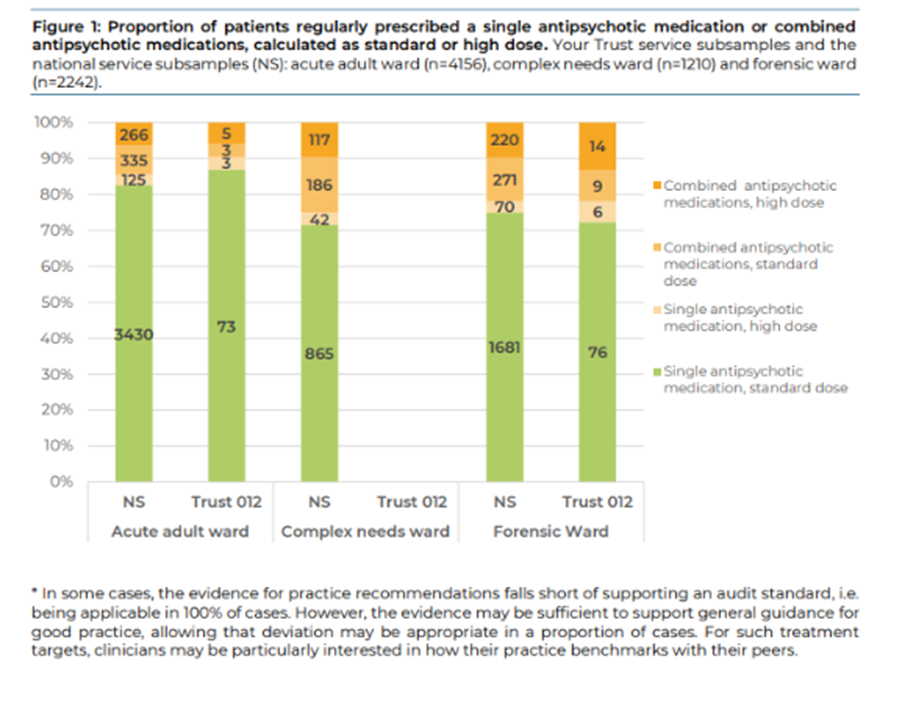 Figure 1: Proportion of patients regularly prescribed a single antipsychotic medication or combined
antipsychotic medications, calculated as standard or high dose. Your Trust service subsamples and the
national service subsamples (NS): acute adult ward (n=4156), complex needs ward (n=1210) and forensic ward
(n=2242).
100%
90%
80%
70%
60%
50%
40%
30%
20%
10%
0%
266
335
125
3430
5
3
3
73
117
186
42
865
220
271
70
1681
14
9
6
76
NS Trust 012 NS Trust 012 NS Trust 012
Acute adult ward Complex needs ward Forensic Ward
Combined antipsychotic
medications, high dose
Combined antipsychotic
medications, standard
dose
Single antipsychotic
medication, high dose
Single antipsychotic
medication, standard dose
* In some cases, the evidence for practice recommendations falls short of supporting an audit standard, i.e.
being applicable in 100% of cases. However, the evidence may be sufficient to support general guidance for
good practice, allowing that deviation may be appropriate in a proportion of cases. For such treatment
targets, clinicians may be particularly interested in how their practice benchmarks with their peers.